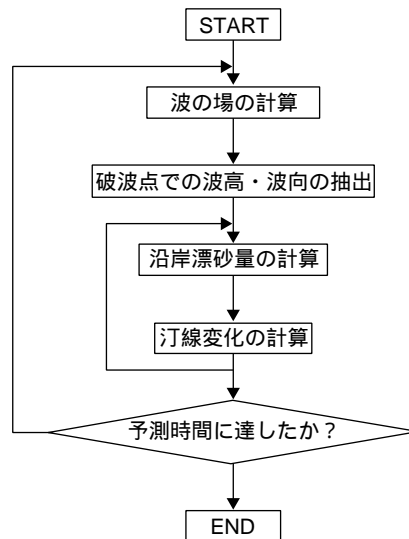 START
波の場の計算
破波点での波高・波向の抽出
沿岸漂砂量の計算
汀線変化の計算
予測時間に達したか？
END